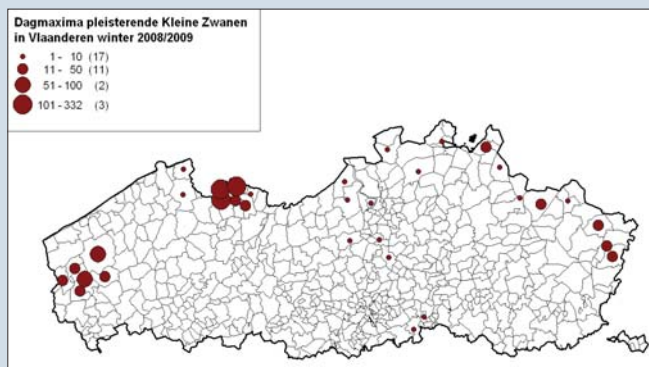 Dagmaxima pleisterende Kleine Zwanen
in Vlaanderen winter 2008/2009
1 - 10 (17)
11 - 50 (11)
51 - 100 (2)
101 - 332 (3)